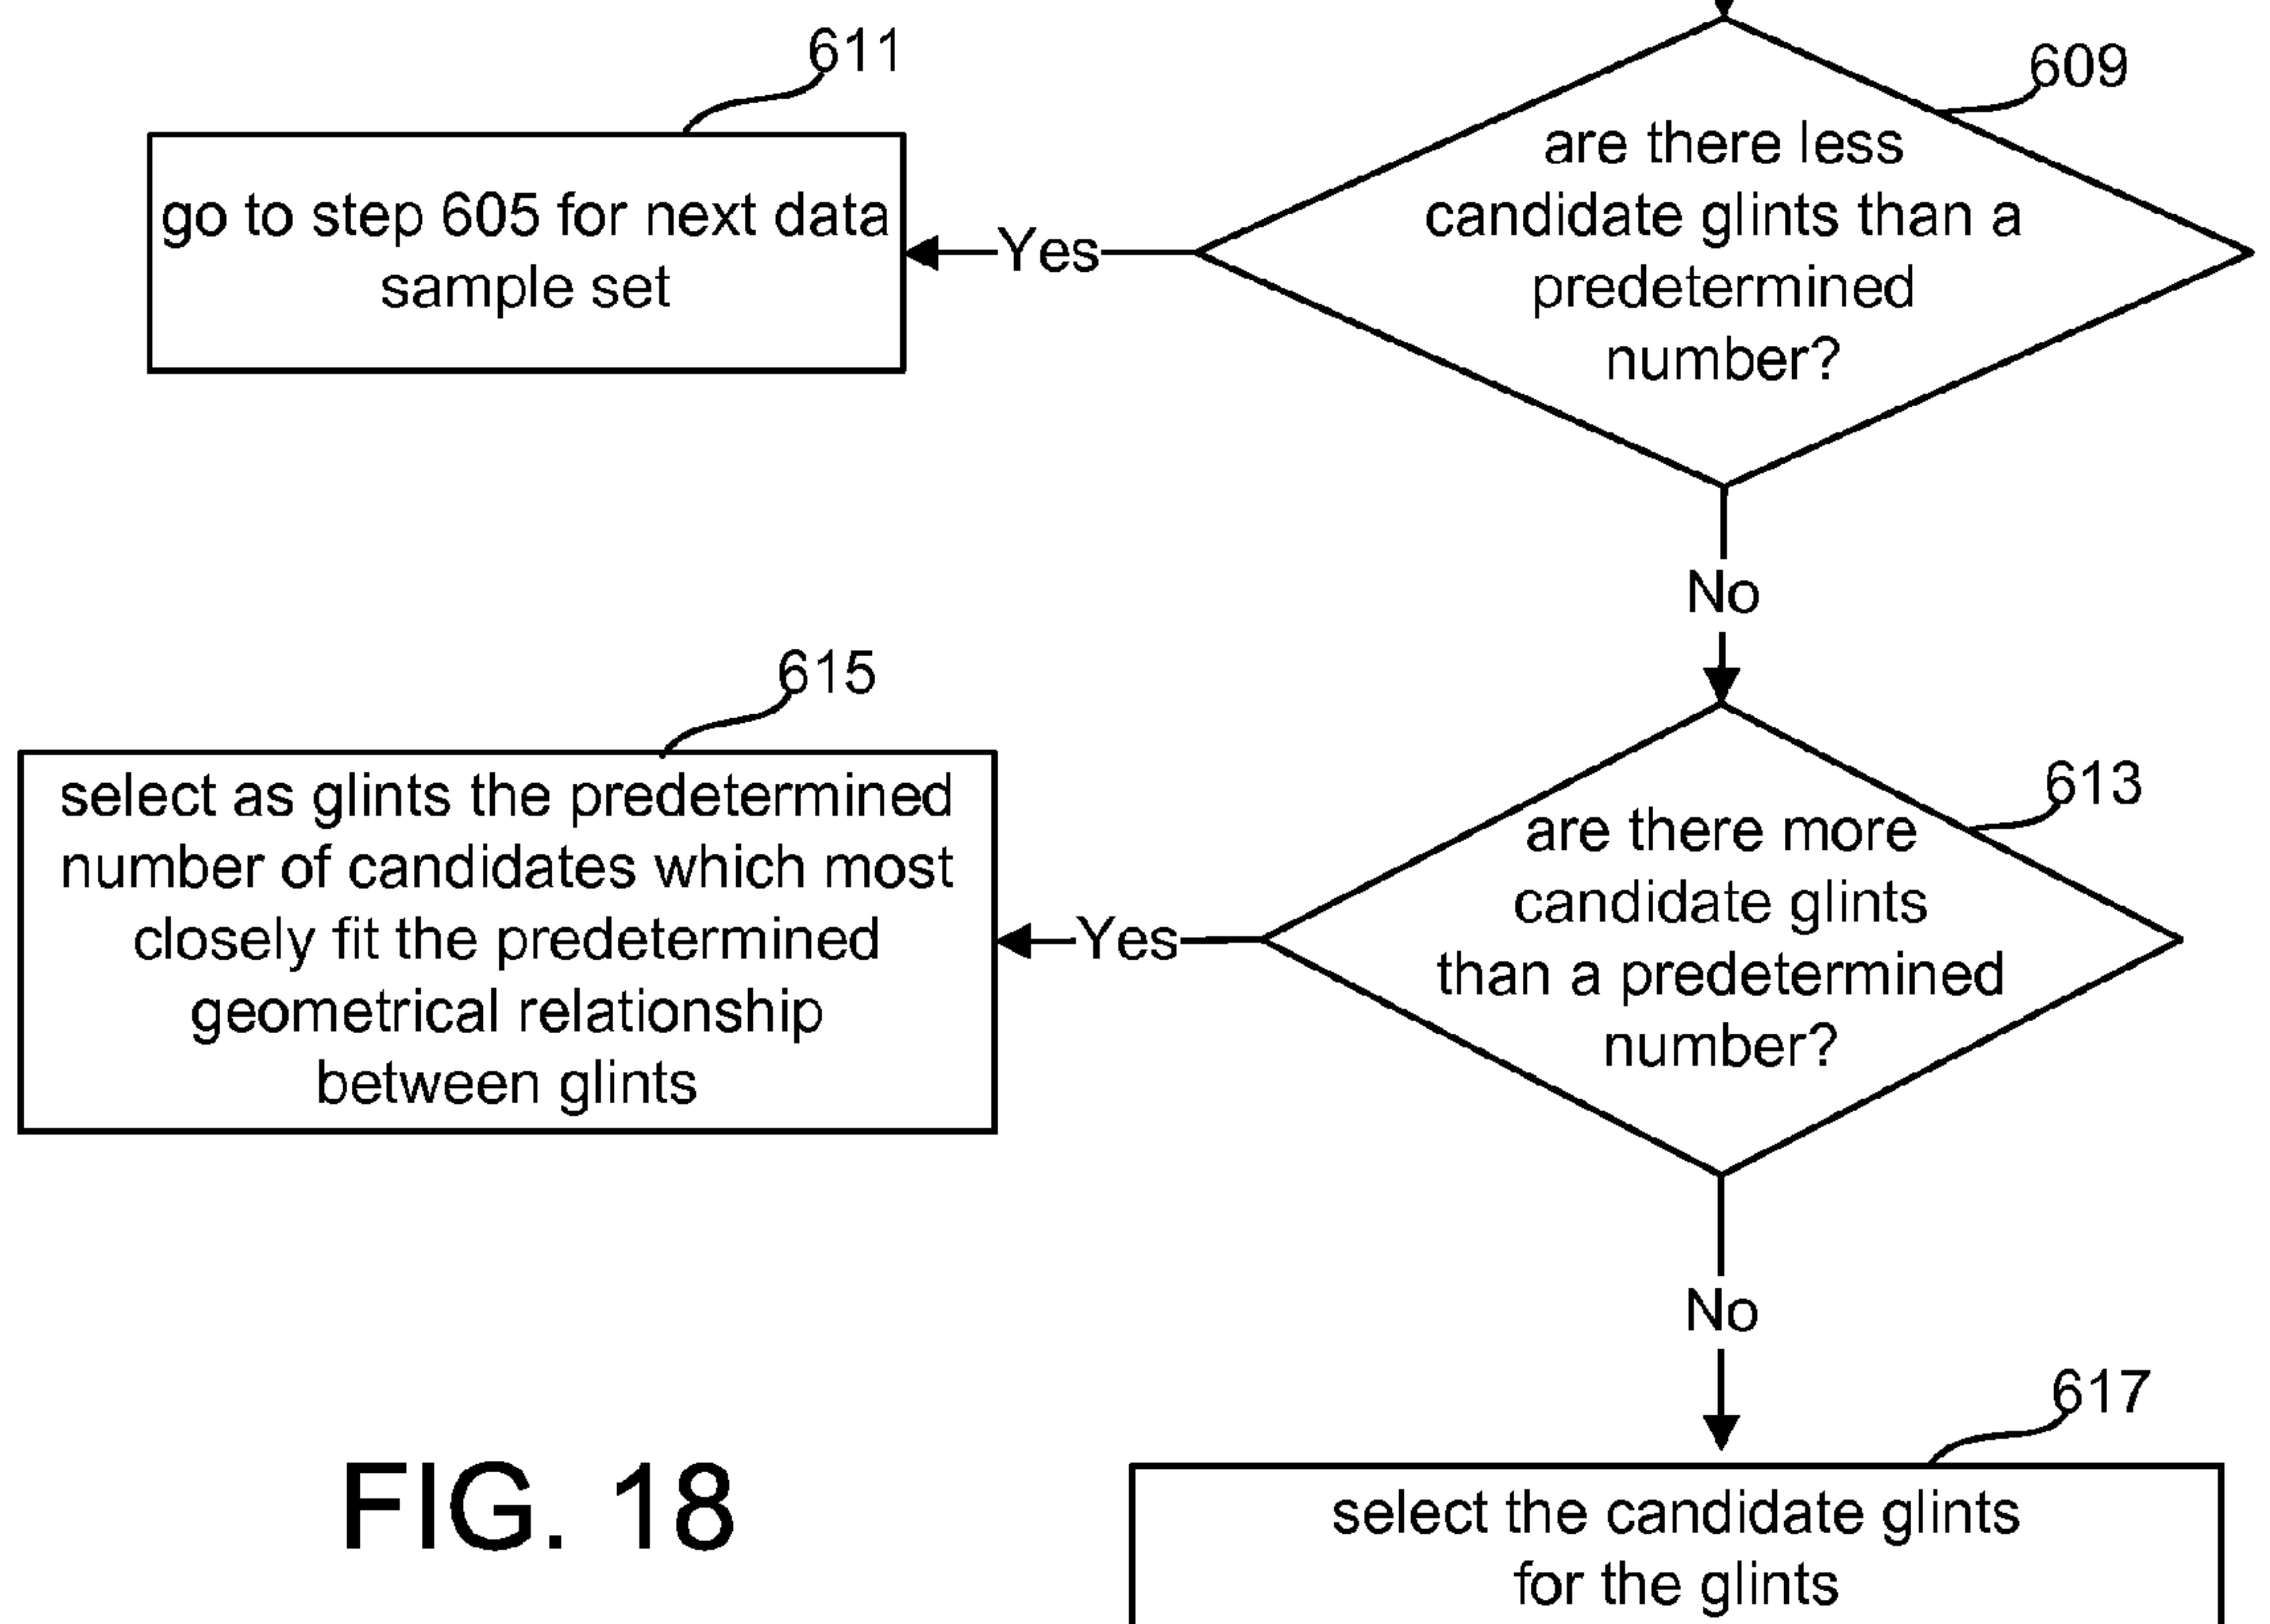 611
go to step 605 for next data
sample set
Yes
609
are there less
candidate glints than a
predetermined
number?
No
615
select as glints the predetermined
number of candidates which most
closely fit the predetermined
geometrical relationship
between glints
Yes
613
are there more
candidate glints
than a predetermined
number?
No
617
select the candidate glints
for the glints
FIG. 18